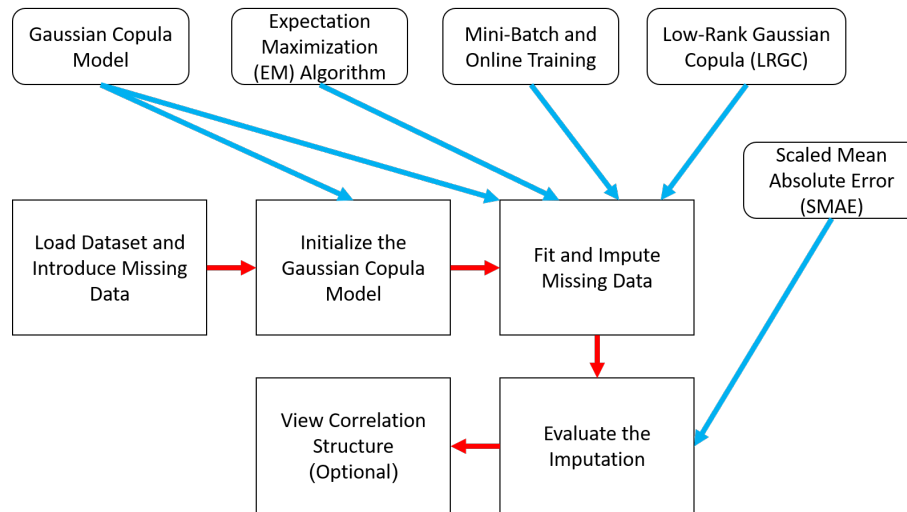 Gaussian Copula
Model
Expectation
Maximization
(EM) Algorithm
Mini-Batch and
Online Training
Low-Rank Gaussian
Copula (LRGC)
Scaled Mean
Absolute Error
(SMAE)
Load Dataset and
Introduce Missing
Data
Initialize the
Gaussian Copula
Model
Fit and Impute
Missing Data
View Correlation
Structure
(Optional)
Evaluate the
Imputation